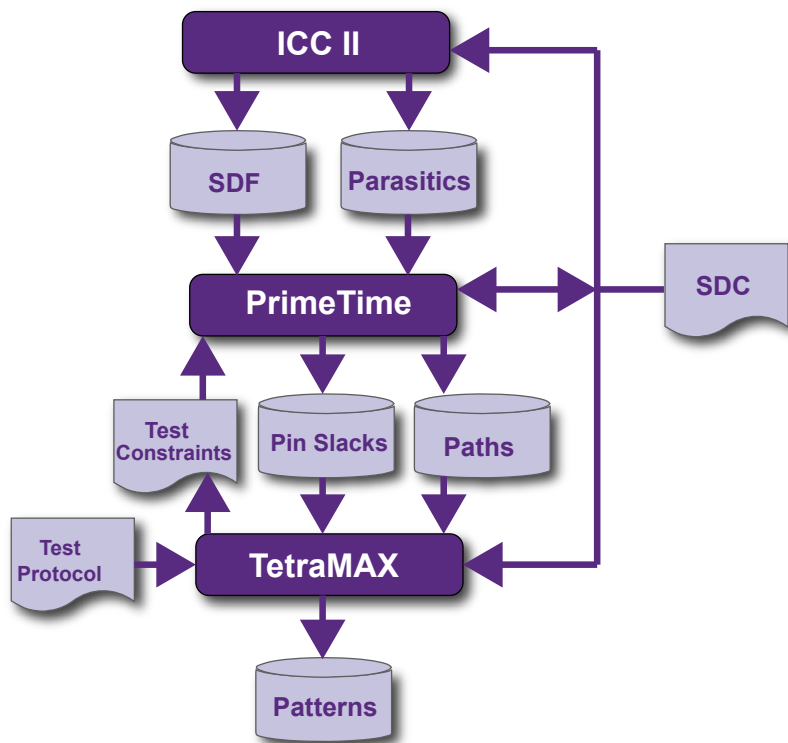 ICC II
SDF
Parasitics
SDC
PrimeTime
Test
Constraints
Pin Slacks
Paths
Test
Protocol
TetraMAX
Patterns